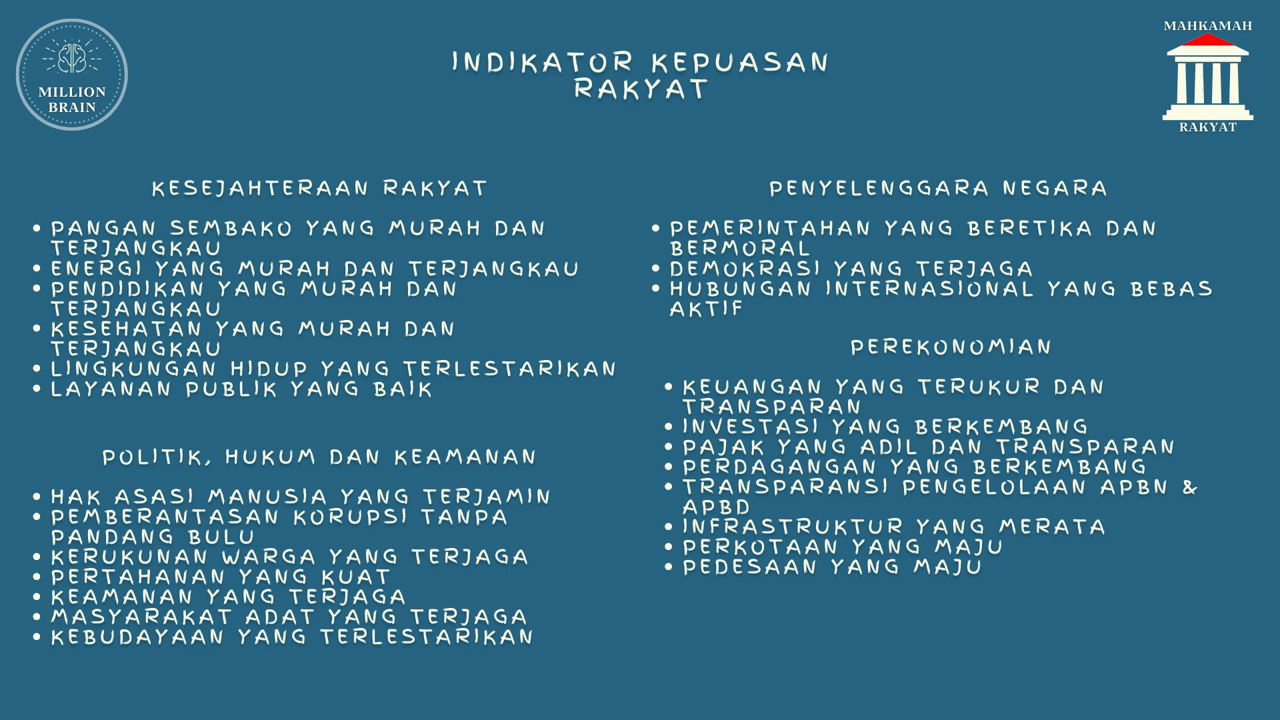 MILLION
BRAIN
INDIKATOR KEPUASAN
RAKYAT
MAHKAMAH
RAKYAT
KESEJAHTERAAN RAKYAT
• PANGAN SEMBAKO YANG MURAH DAN
TERJANGKAU
• ENERGI YANG MURAH DAN TERJANGKAU
• PENDIDIKAN YANG MURAH DAN
TERJANGKAU
• KESEHATAN YANG MURAH DAN
TERJANGKAU
• LINGKUNGAN HIDUP YANG TERLESTARIKAN
• LAYANAN PUBLIK YANG BAIK
POLITIK, HUKUM DAN KEAMANAN
• HAK ASASI MANUSIA YANG TERJAMIN
• PEMBERANTASAN KORUPSI TANPA
PANDANG BULU
• KERUKUNAN WARGA YANG TERJAGA
• PERTAHANAN YANG KUAT
• KEAMANAN YANG TERJAGA
• MASYARAKAT ADAT YANG TERJAGA
• KEBUDAYAAN YANG TERLESTARIKAN
PENYELENGGARA NEGARA
• PEMERINTAHAN YANG BERETIKA DAN
BERMORAL
• DEMOKRASI YANG TERJAGA
• HUBUNGAN INTERNASIONAL YANG BEBAS
AKTIF
PEREKONOMIAN
• KEUANGAN YANG TERUKUR DAN
TRANSPARAN
• INVESTASI YANG BERKEMBANG
• PAJAK YANG ADIL DAN TRANSPARAN
• PERDAGANGAN YANG BERKEMBANG
• TRANSPARANSI PENGELOLAAN APBN &
APBD
• INFRASTRUKTUR YANG MERATA
• PERKOTAAN YANG MAJU
• PEDESAAN YANG MAJU